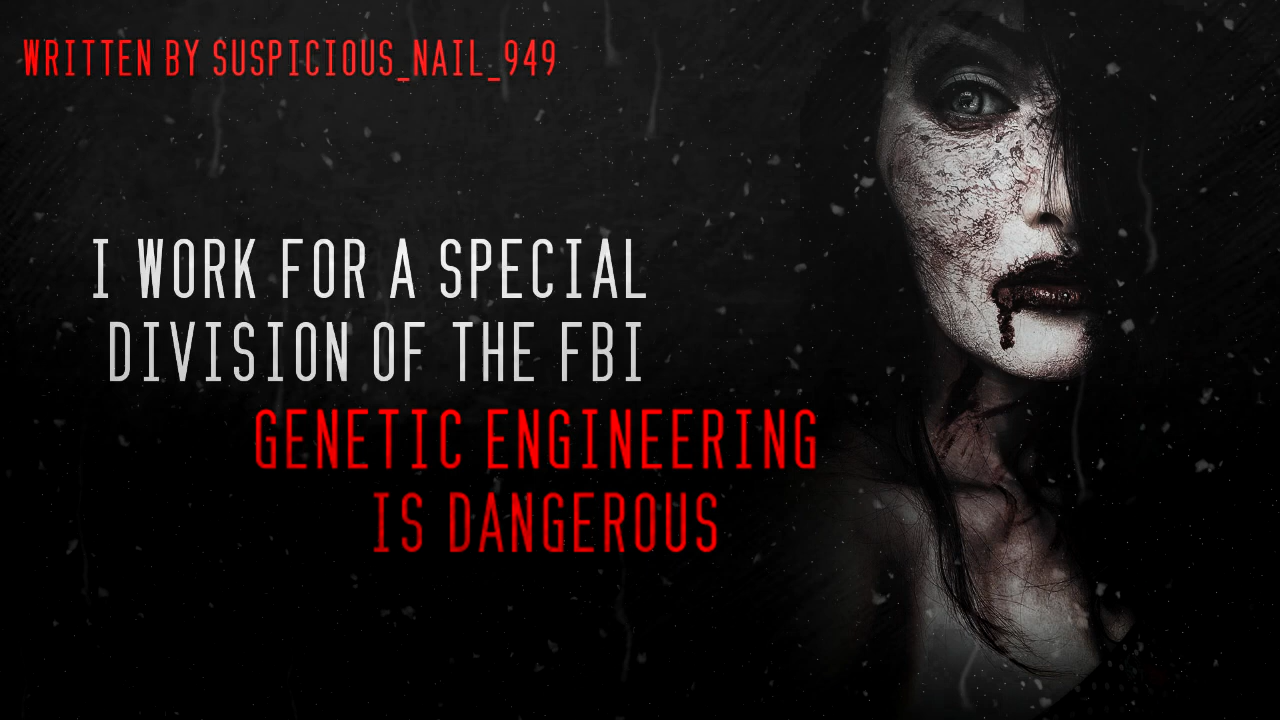 WRITTEN BY SUSPICIOUS_NAIL_949
I WORK FOR A SPECIAL
DIVISION OF THE FBI
GENETIC ENGINEERING
IS DANGEROUS